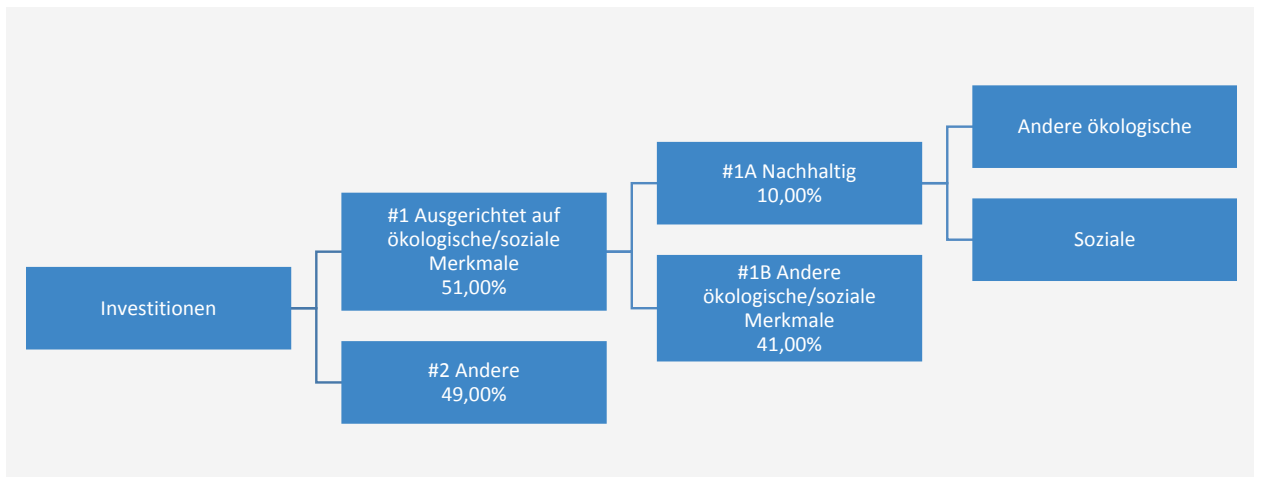 Investitionen
#1 Ausgerichtet auf
ökologische/soziale
Merkmale
51,00%
#2 Andere
49,00%
#1A Nachhaltig
10,00%
#1B Andere
ökologische/soziale
Merkmale
41,00%
Andere ökologische
Soziale